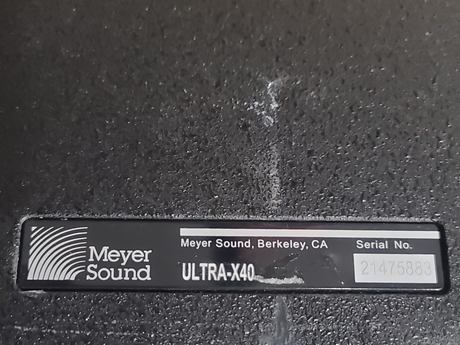 Meyer
Sound
Meyer Sound, Berkeley, CA
ULTRA-X40
Serial No.
21475883